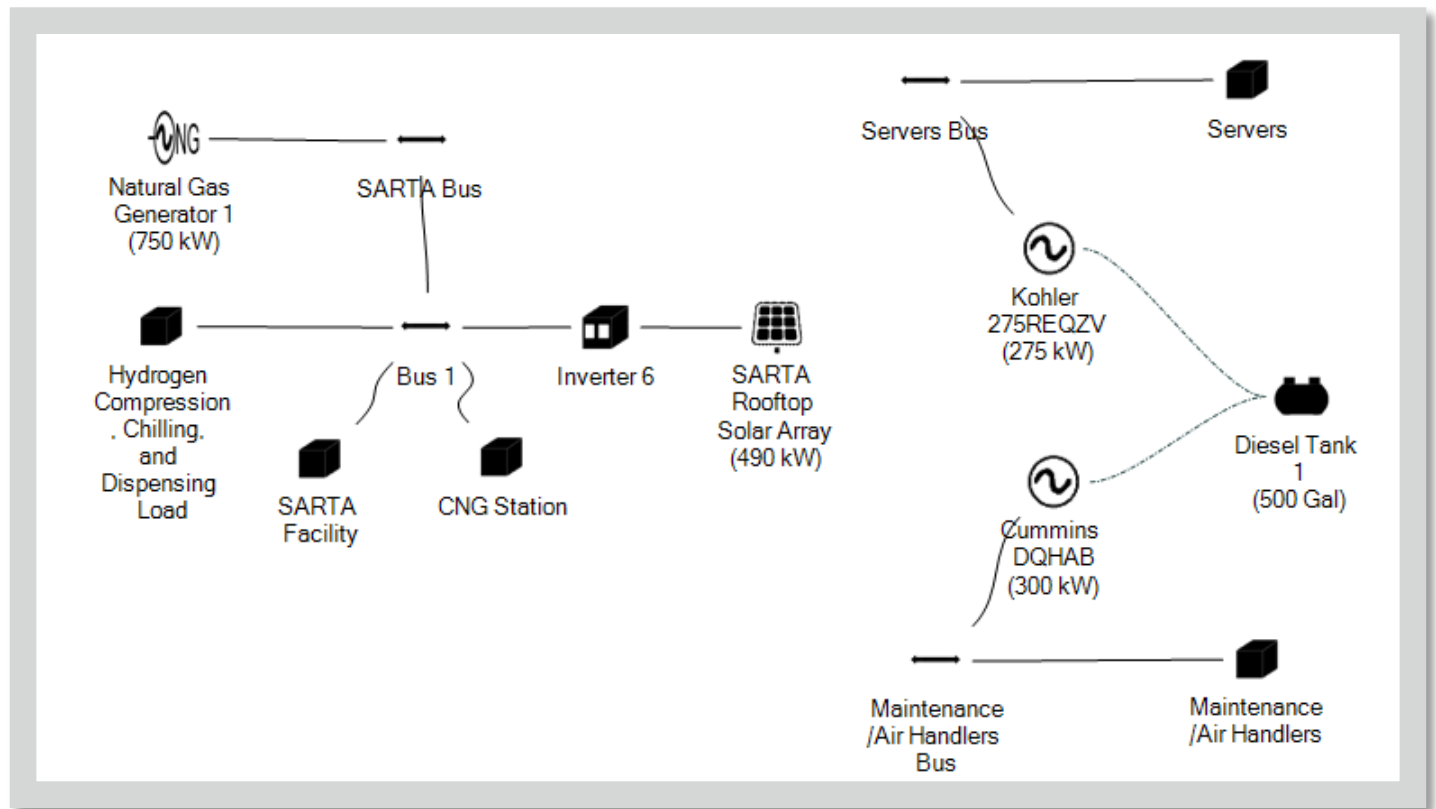 NG
Natural Gas
Generator 1
(750 kW)
SARTA Bus
Servers Bus
Servers
Kohler
275REQZV
(275 kW)
Hydrogen
Compression
, Chilling,
and
Dispensing
Load
Bus 1
Inverter 6
SARTA
Rooftop
Solar Array
(490 kW)
SARTA
Facility
CNG Station
Diesel Tank
1
(500 Gal)
Cummins
DQHAB
(300 kW)
Maintenance
/Air Handlers
Bus
Maintenance
/Air Handlers